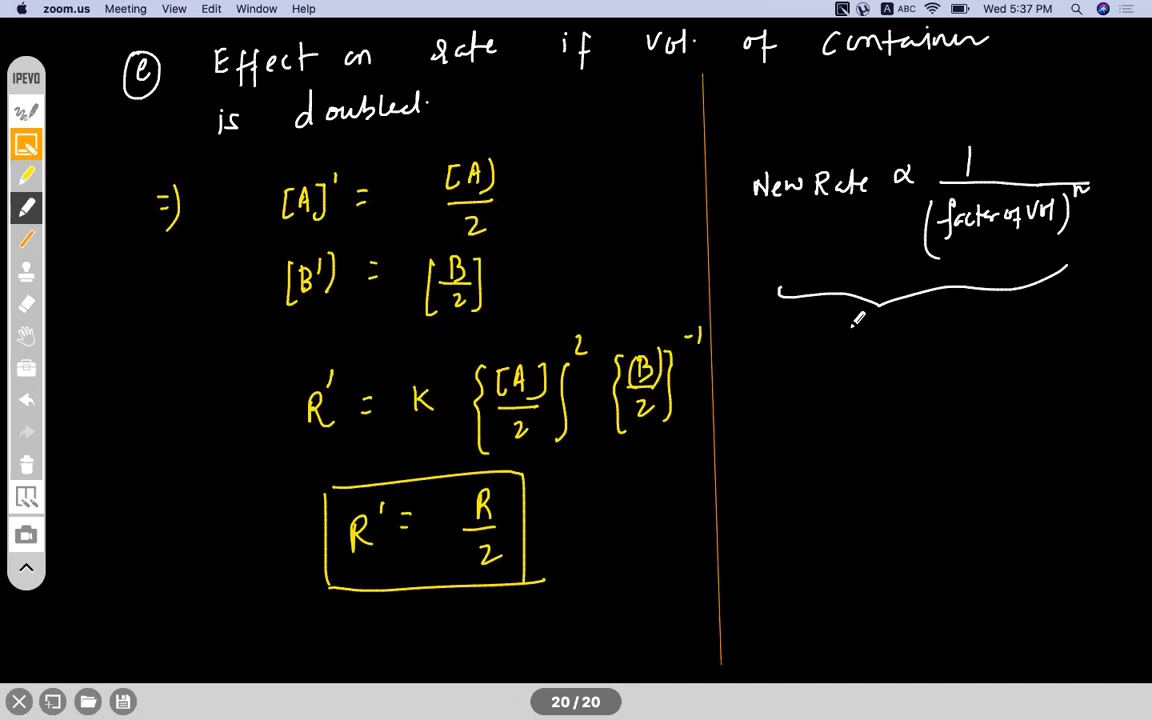 zoom.us Meeting View Edit Window Help
A ABC Wed 5:37 PM
IPEVO
(e) Effect on rate if vol. of container
is doubled.
=) [A]' = [A) / 2
[B') = [B/2]
R' = K {[A]/2}^2 {(B)/2}^-1
R' = R/2
New Rate ∝ 1 / (factor of Vol)^n
20 / 20